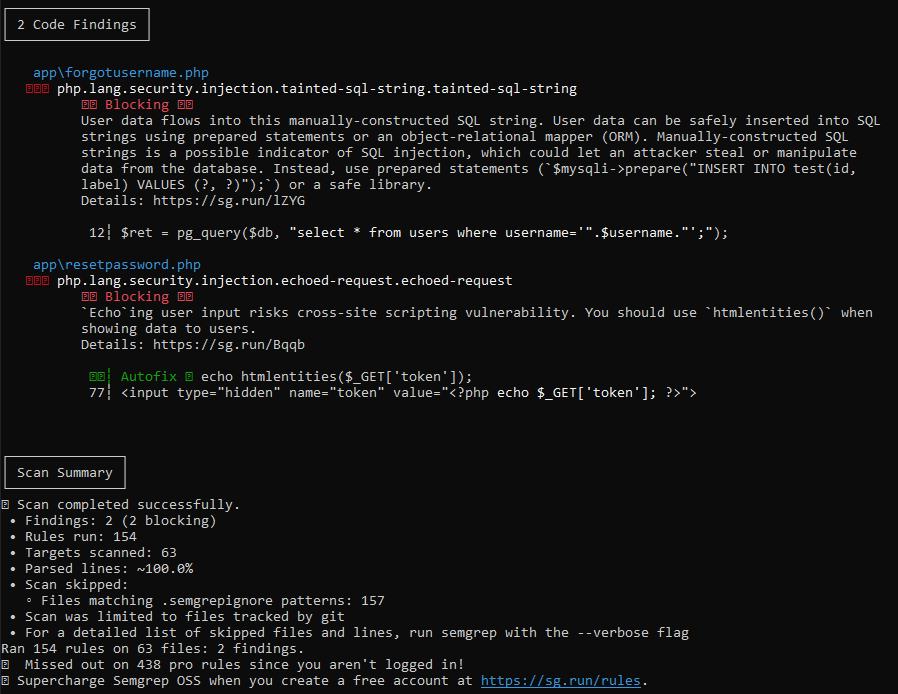 2 Code Findings
app\forgotusername.php
php.lang.security.injection.tainted-sql-string.tainted-sql-string
Blocking
User data flows into this manually-constructed SQL string. User data can be safely inserted into SQL
strings using prepared statements or an object-relational mapper (ORM). Manually-constructed SQL
strings is a possible indicator of SQL injection, which could let an attacker steal or manipulate
data from the database. Instead, use prepared statements (`$mysqli->prepare("INSERT INTO test(id,
label) VALUES (?, ?)");`) or a safe library.
Details: https://sg.run/lZYG
12┆ $ret = pg_query($db, "select * from users where username='".$username."';");
app\resetpassword.php
php.lang.security.injection.echoed-request.echoed-request
Blocking
`Echo`ing user input risks cross-site scripting vulnerability. You should use `htmlentities()` when
showing data to users.
Details: https://sg.run/Bqqb
┆ Autofix echo htmlentities($_GET['token']);
77┆ <input type="hidden" name="token" value="<?php echo $_GET['token']; ?>">
Scan Summary
Scan completed successfully.
• Findings: 2 (2 blocking)
• Rules run: 154
• Targets scanned: 63
• Parsed lines: ~100.0%
• Scan skipped:
◦ Files matching .semgrepignore patterns: 157
• Scan was limited to files tracked by git
• For a detailed list of skipped files and lines, run semgrep with the --verbose flag
Ran 154 rules on 63 files: 2 findings.
Missed out on 438 pro rules since you aren't logged in!
Supercharge Semgrep OSS when you create a free account at https://sg.run/rules.